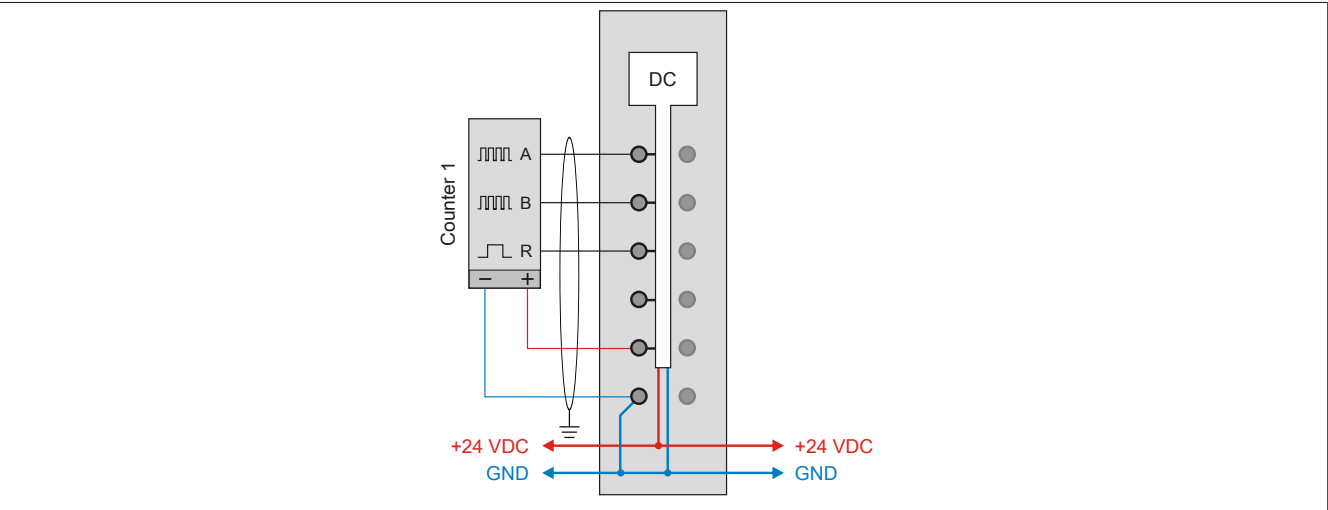 DC
Counter 1
A
B
R
− +
+24 VDC +24 VDC
GND GND